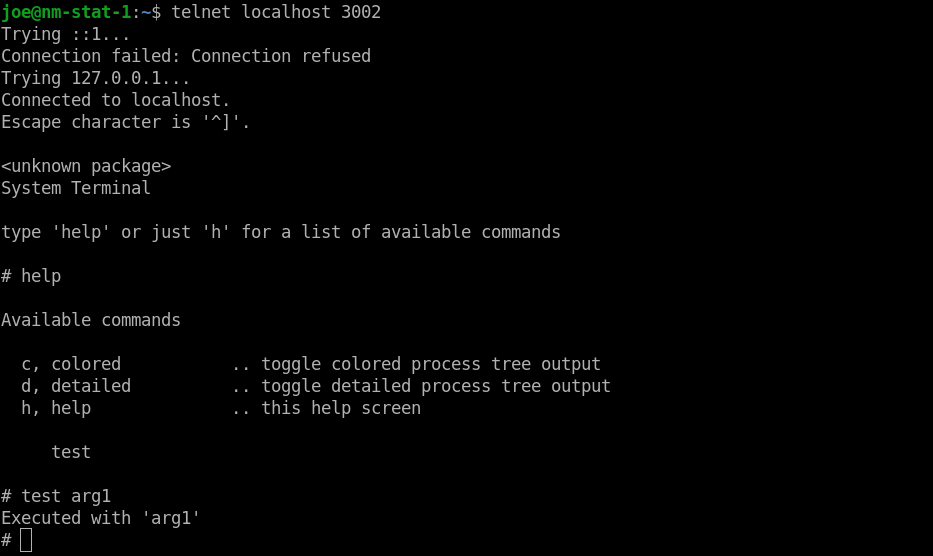 joe@nm-stat-1:~$ telnet localhost 3002
Trying ::1...
Connection failed: Connection refused
Trying 127.0.0.1...
Connected to localhost.
Escape character is '^]'.
<unknown package>
System Terminal
type 'help' or just 'h' for a list of available commands
# help
Available commands
c, colored .. toggle colored process tree output
d, detailed .. toggle detailed process tree output
h, help .. this help screen
test
# test arg1
Executed with 'arg1'
#